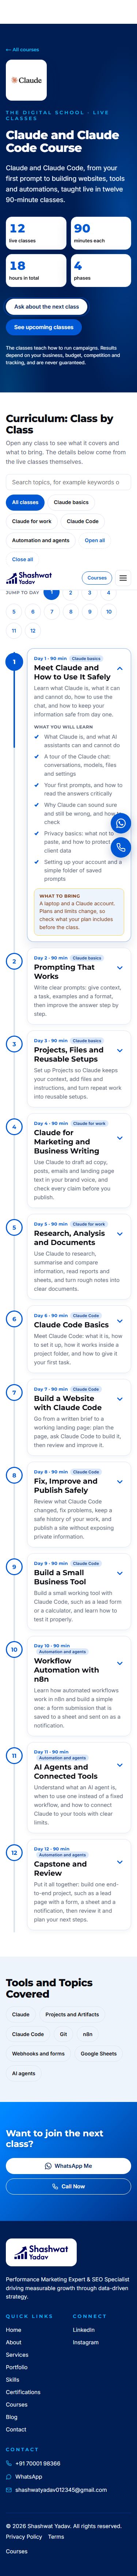 ← All courses
Claude
THE DIGITAL SCHOOL · LIVE
CLASSES
Claude and Claude
Code Course
Learn Claude and Claude Code, from your
first prompt to building websites, tools
and automations, taught live in twelve
90-minute classes.
12
live classes
90
minutes each
18
hours in total
4
phases
Ask about the next class
See upcoming classes
The classes teach how to run campaigns. Results
depend on your business, budget, competition and
tracking, and are never guaranteed.
Curriculum: Class by
Class
Open any class to see what it covers and
what to bring. The details below come from
the live classes themselves.
Search topics, for example keywords o
All classes
Claude basics
Claude for work
Claude Code
Automation and agents
Open all
Close all
Shashwat
Yadav
Courses
JUMP TO DAY
1
2
3
4
5
6
7
8
9
10
11
12
1
Day 1 · 90 min
Claude basics
Meet Claude and
How to Use It Safely
Learn what Claude is, what it can
and cannot do, how to read what it
gives you, and how to keep your
information safe from day one.
WHAT YOU WILL LEARN
What Claude is, and what AI
assistants can and cannot do
A tour of the Claude chat:
conversations, models, files
and settings
Your first prompts, and how to
read the answers critically
Why Claude can sound sure
and still be wrong, and how to
check
Privacy basics: what not to
paste, and how to protect
client data
Setting up your account and a
simple folder of saved
prompts
WHAT TO BRING
A laptop and a Claude account.
Plans and limits change, so
check what your plan includes
before the class.
2
Day 2 · 90 min
Claude basics
Prompting That
Works
Write clear prompts: give context,
a task, examples and a format,
then improve the answer step by
step.
3
Day 3 · 90 min
Claude basics
Projects, Files and
Reusable Setups
Set up Projects so Claude keeps
your context, add files and
instructions, and turn repeat work
into reusable setups.
4
Day 4 · 90 min
Claude for work
Claude for
Marketing and
Business Writing
Use Claude to draft ad copy,
posts, emails and landing page
text in your brand voice, and to
check every claim before you
publish.
5
Day 5 · 90 min
Claude for work
Research, Analysis
and Documents
Use Claude to research,
summarise and compare
information, read sheets and
reports, and turn rough notes into
clear documents.
6
Day 6 · 90 min
Claude Code
Claude Code Basics
Meet Claude Code: what it is, how
to set it up, how it works inside a
project folder, and how to give it
your first task.
7
Day 7 · 90 min
Claude Code
Build a Website
with Claude Code
Go from a written brief to a
working landing page: plan the
page, ask Claude Code to build it,
then review and improve it.
8
Day 8 · 90 min
Claude Code
Fix, Improve and
Publish Safely
Review what Claude Code
changed, fix problems, keep a
safe history of your work, and
publish a site without exposing
private information.
9
Day 9 · 90 min
Claude Code
Build a Small
Business Tool
Build a small working tool with
Claude Code, such as a lead form
or a calculator, and learn how to
test it properly.
10
Day 10 · 90 min
Automation and agents
Workflow
Automation with
n8n
Learn how automated workflows
work in n8n and build a simple
one: a form submission that is
saved to a sheet and sent on as a
notification.
11
Day 11 · 90 min
Automation and agents
AI Agents and
Connected Tools
Understand what an AI agent is,
when to use one instead of a fixed
workflow, and how to connect
Claude to your tools with clear
limits.
12
Day 12 · 90 min
Automation and agents
Capstone and
Review
Put it all together: build one end-
to-end project, such as a lead
page with a form, a sheet and a
notification, then review it and
plan your next steps.
Tools and Topics
Covered
Claude
Projects and Artifacts
Claude Code
Git
n8n
Webhooks and forms
Google Sheets
AI agents
Want to join the next
class?
WhatsApp Me
Call Now
Shashwat
Yadav
Performance Marketing Expert & SEO Specialist
driving measurable growth through data-driven
strategy.
QUICK LINKS
Home
About
Services
Portfolio
Skills
Certifications
Courses
Blog
Contact
CONNECT
LinkedIn
Instagram
CONTACT
+91 70001 98366
WhatsApp
shashwatyadav012345@gmail.com
© 2026 Shashwat Yadav. All rights reserved.
Privacy Policy
Terms
Courses